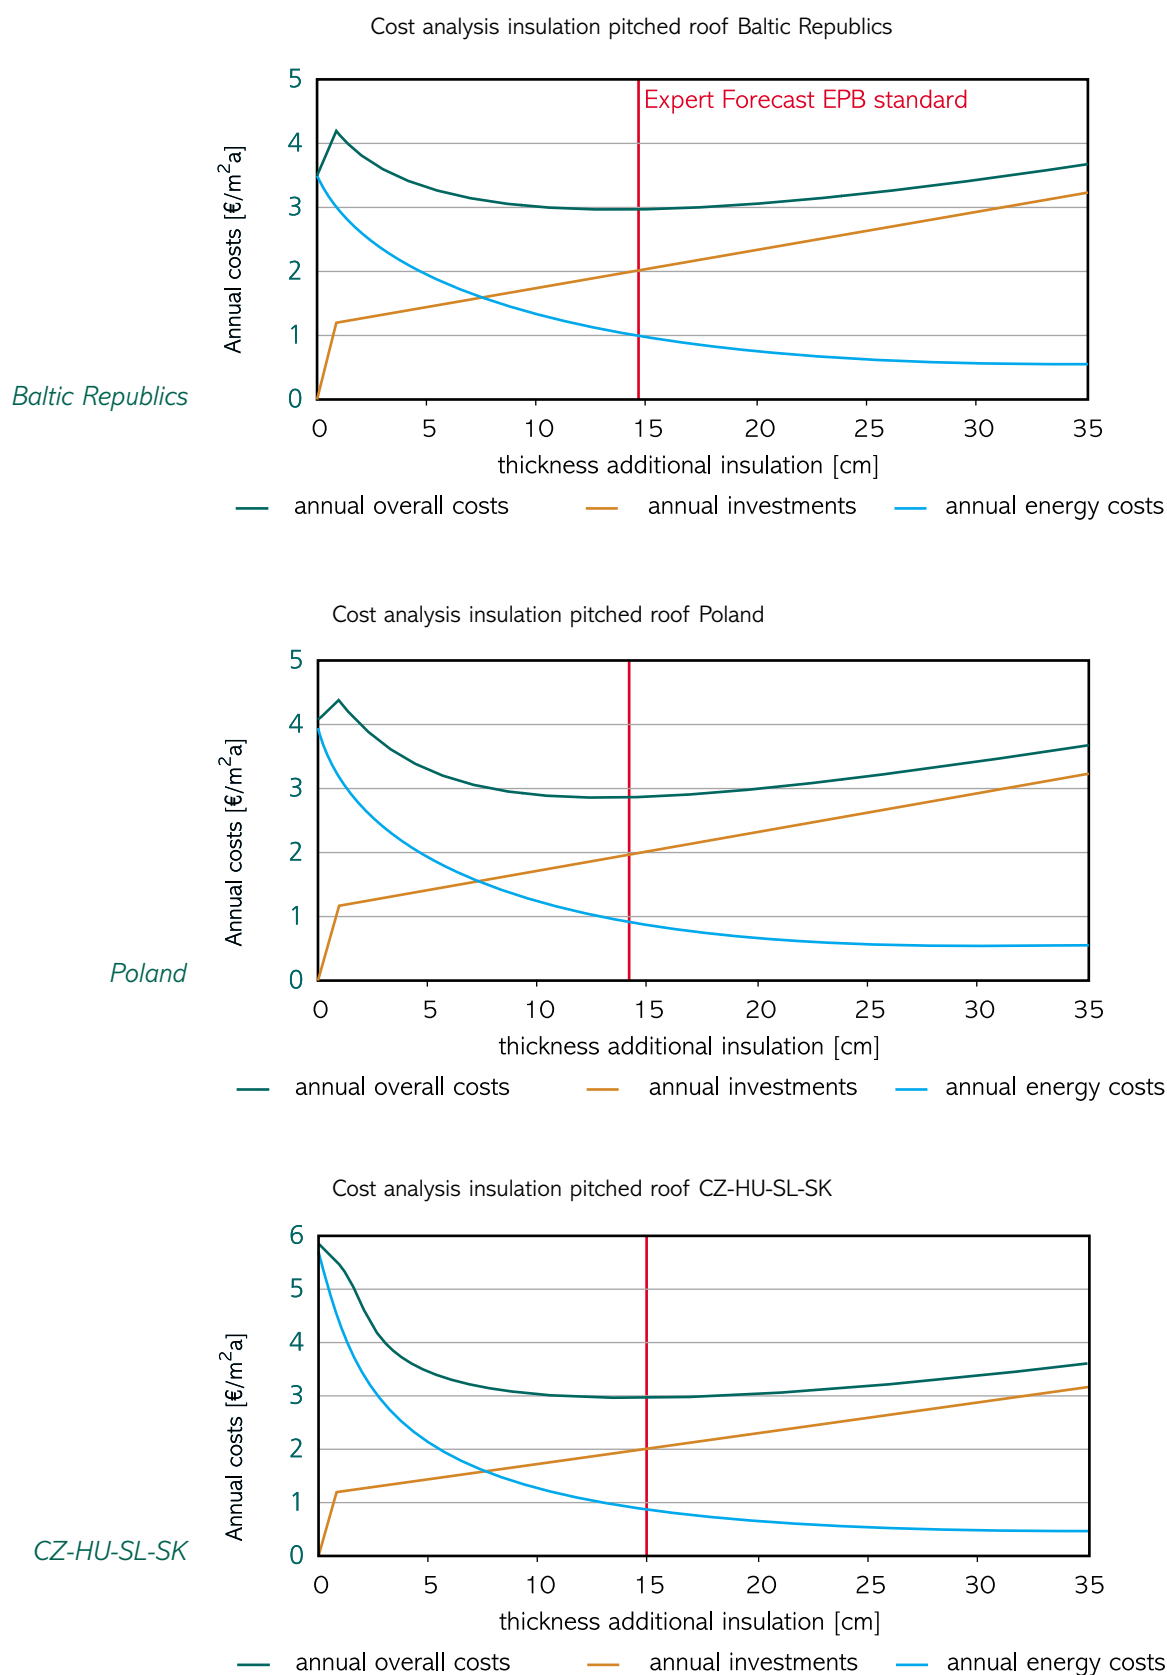 Cost analysis insulation pitched roof Baltic Republics
5
Expert Forecast EPB standard
4
3
2
1
0
Annual costs [€/m²a]
Baltic Republics
0 5 10 15 20 25 30 35
thickness additional insulation [cm]
annual overall costs annual investments annual energy costs
Cost analysis insulation pitched roof Poland
5
4
3
2
1
0
Annual costs [€/m²a]
Poland
0 5 10 15 20 25 30 35
thickness additional insulation [cm]
annual overall costs annual investments annual energy costs
Cost analysis insulation pitched roof CZ-HU-SL-SK
6
5
4
3
2
1
0
Annual costs [€/m²a]
CZ-HU-SL-SK
0 5 10 15 20 25 30 35
thickness additional insulation [cm]
annual overall costs annual investments annual energy costs